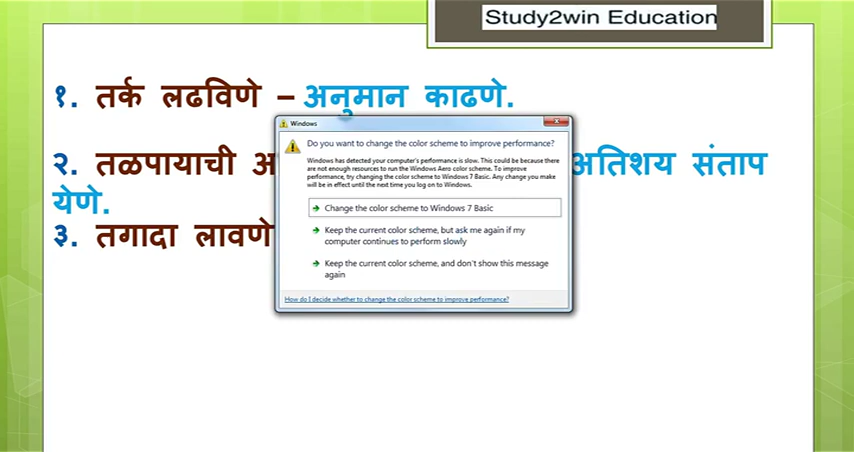 Study2win Education
१. तर्क लढविणे – अनुमान काढणे.
२. तळपायाची
अतिशय संताप
येणे.
३. तगादा लावणे
Windows
Do you want to change the color scheme to improve performance?
Windows has detected your computer's performance is slow. This could be because there
are not enough resources to run the Windows Aero color scheme. To improve
performance, try changing the color scheme to Windows 7 Basic. Any change you make
will be in effect until the next time you log on to Windows.
Change the color scheme to Windows 7 Basic
Keep the current color scheme, but ask me again if my
computer continues to perform slowly
Keep the current color scheme, and don't show this message
again
How do I decide whether to change the color scheme to improve performance?